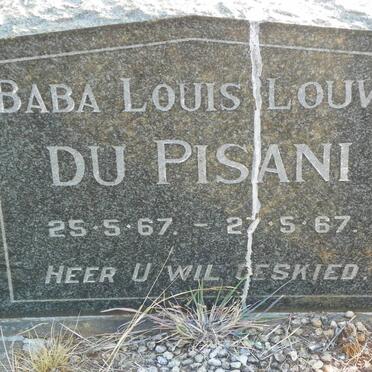 BABA LOUIS LOUW
DU PISANI
25·5·67. - 27·5·67.
HEER U WIL GESKIED.